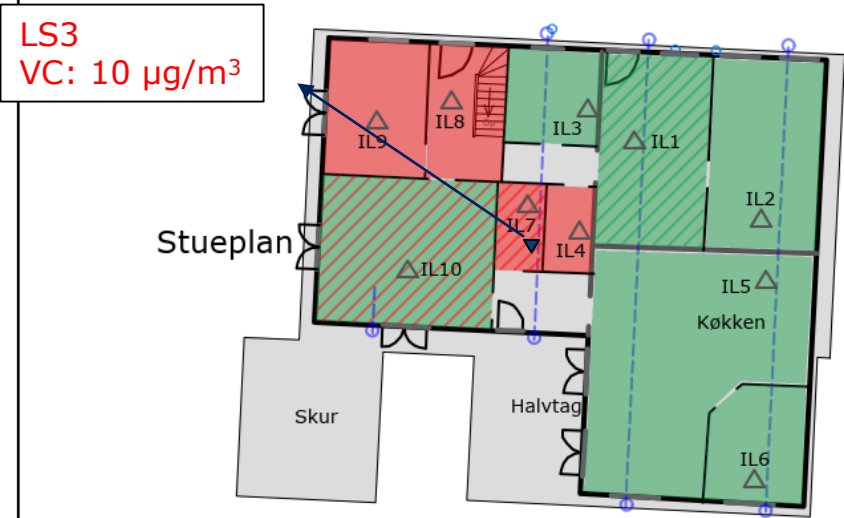 LS3
VC: 10 µg/m³
IL9
IL8
Op
IL3
IL1
IL2
IL7
IL4
Stueplan
IL10
IL5
Køkken
Skur
Halvtag
IL6